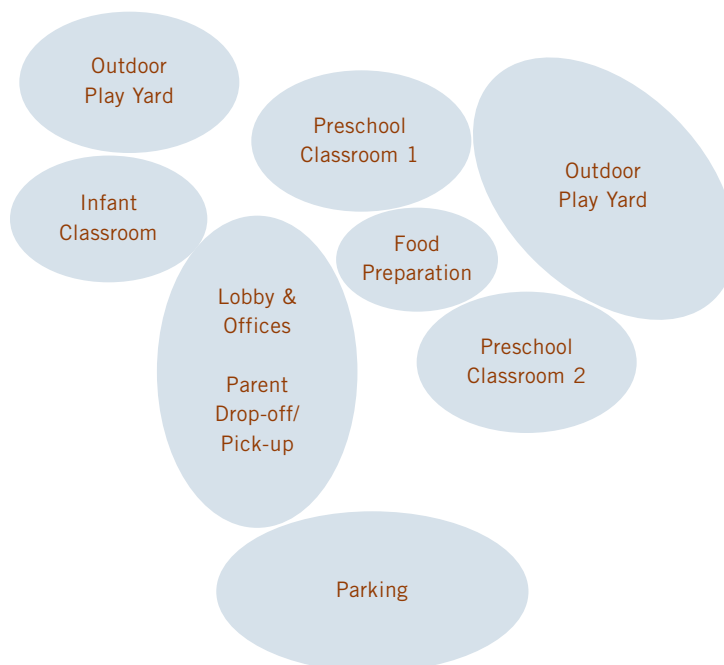 Outdoor
Play Yard
Preschool
Classroom 1
Outdoor
Play Yard
Infant
Classroom
Food
Preparation
Lobby &
Offices
Parent
Drop-off/
Pick-up
Preschool
Classroom 2
Parking